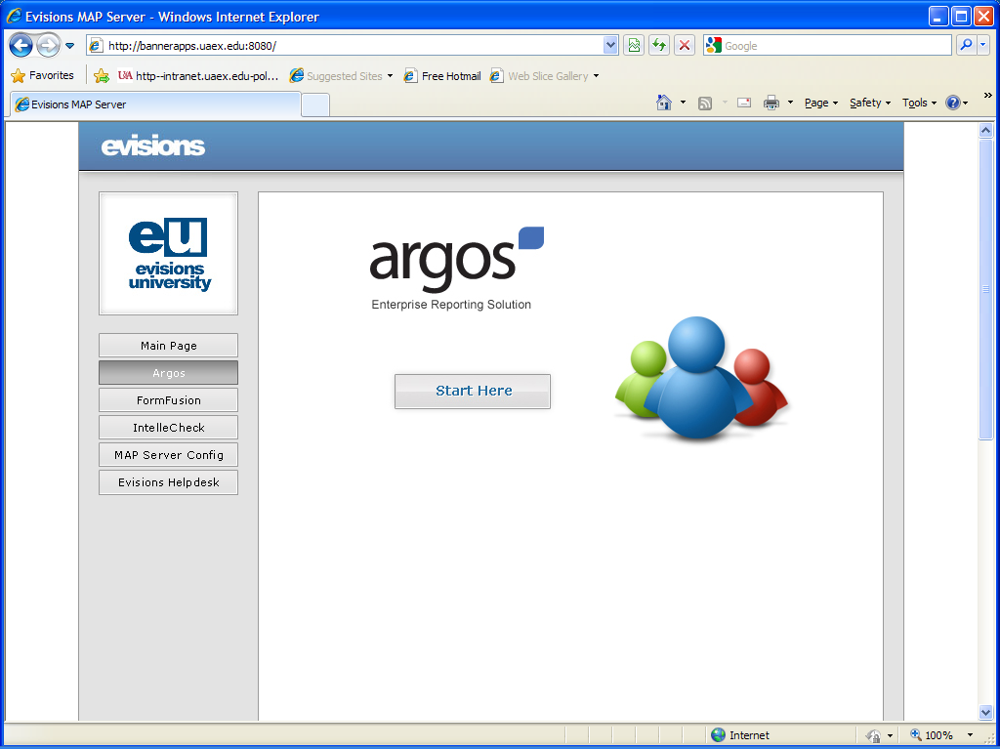 Evisions MAP Server - Windows Internet Explorer
http://bannerapps.uaex.edu:8080/
Google
Favorites
UA http--intranet.uaex.edu-pol...
Suggested Sites
Free Hotmail
Web Slice Gallery
Evisions MAP Server
Page
Safety
Tools
»
evisions
eu
evisions
university
argos
Enterprise Reporting Solution
Start Here
Main Page
Argos
FormFusion
IntelleCheck
MAP Server Config
Evisions Helpdesk
Internet
100%